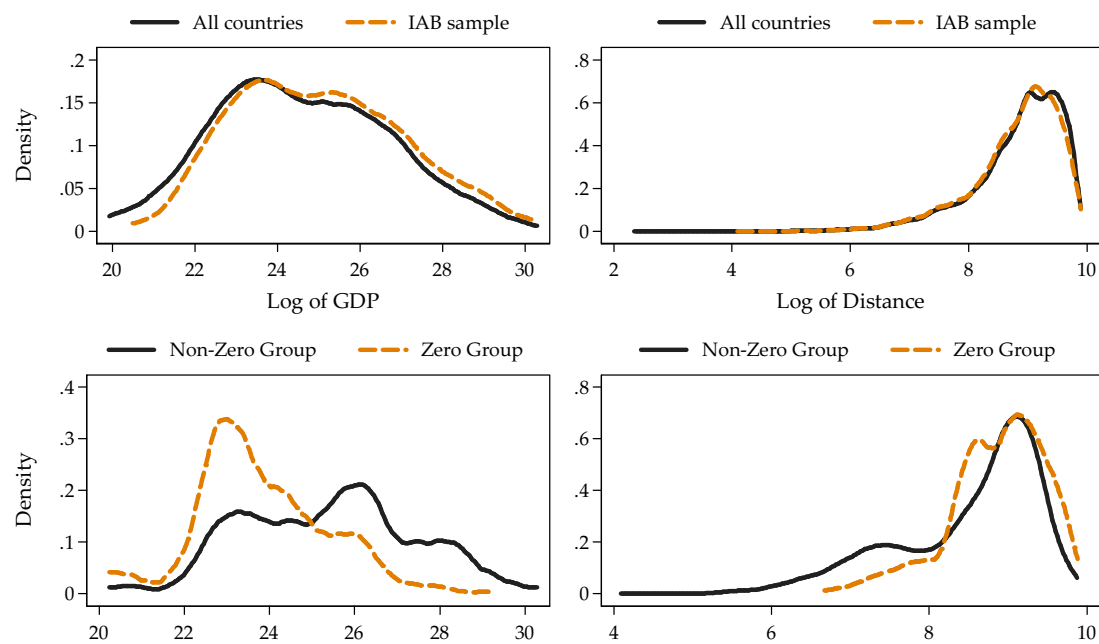 All countries IAB sample
All countries IAB sample
.2
.15
.1
.05
0
Density
20 22 24 26 28 30
Log of GDP
.8
.6
.4
.2
0
2 4 6 8 10
Log of Distance
Non-Zero Group Zero Group
Non-Zero Group Zero Group
.4
.3
.2
.1
0
Density
20 22 24 26 28 30
.8
.6
.4
.2
0
4 6 8 10